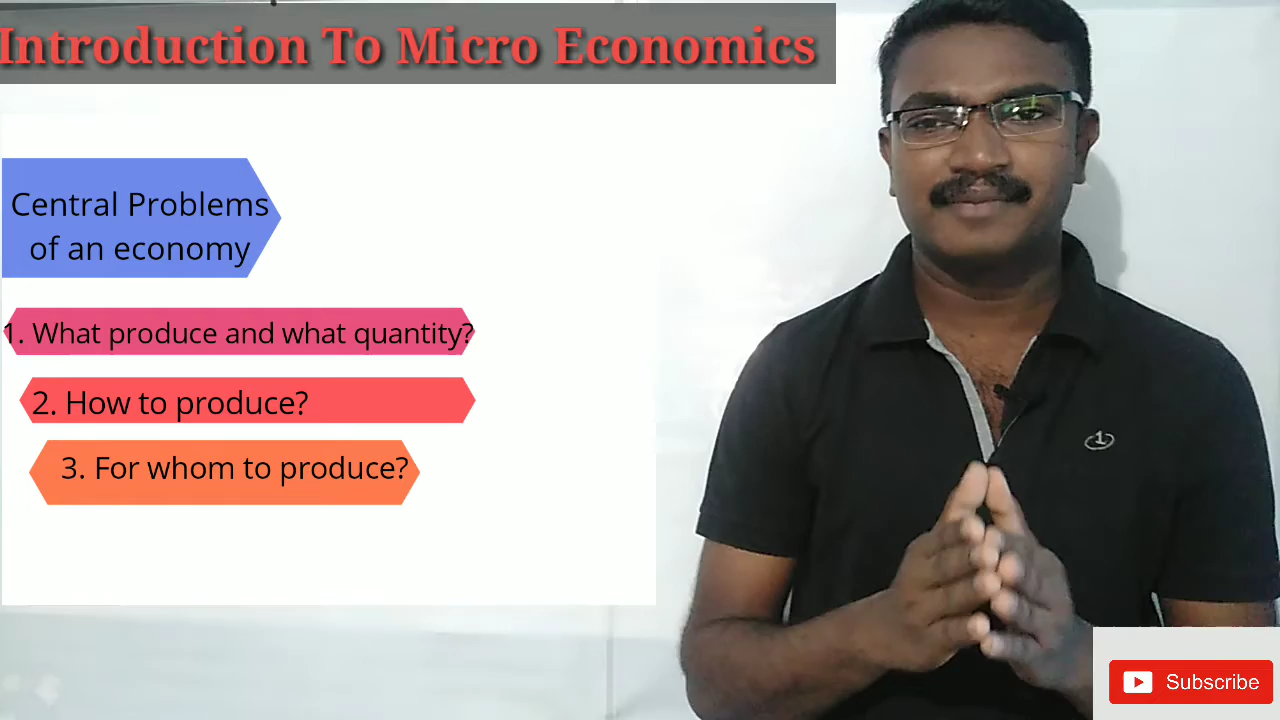 Introduction To Micro Economics
Central Problems
of an economy
1. What produce and what quantity?
2. How to produce?
3. For whom to produce?
1
Subscribe